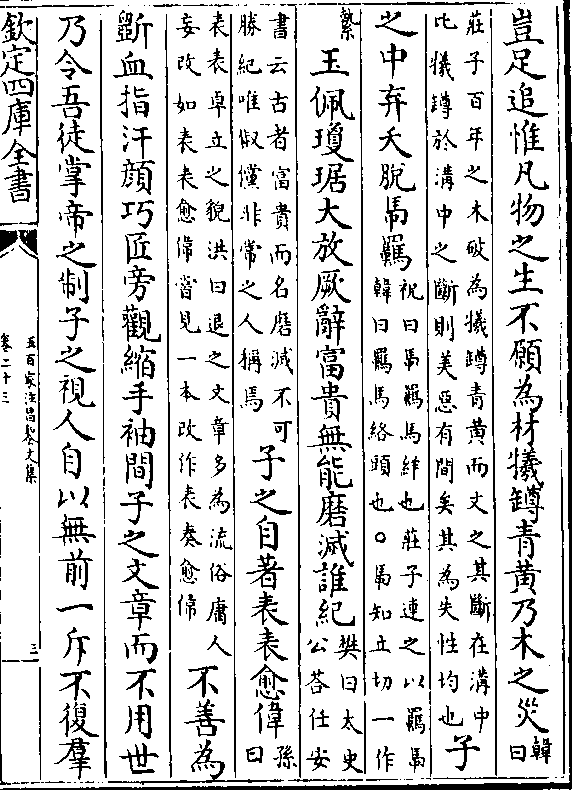 豈足追惟凡物之生不願為材犧罇青黃乃木之災韓曰
莊子百年之木破為犧罇青黃而文之其斷在溝中
比犧罇於溝中之斷則美惡有間矣其為失性均也
子
之中弃天脫馽羈
祝曰馽羈馬絆也莊子連之以羈馽
韓曰羈馬絡頭也○馽知立切一作
縶
玉佩瓊琚大放厥辭富貴無能磨滅誰紀
樊曰太史
公荅任安
書云古者富貴而名磨滅不可
勝紀唯俶儻非常之人稱焉
子之自著表表愈偉
孫曰
表表卓立之貌洪曰退之文章多為流俗庸人
妄改如表表愈偉嘗見一本改作表奏愈偉
不善為
斵血指汗顏巧匠旁觀縮手袖間子之文章而不用世
乃令吾徒掌帝之制子之視人自以無前一斥不復羣
欽定四庫全書
五百家注昌黎文集
卷二十三
三